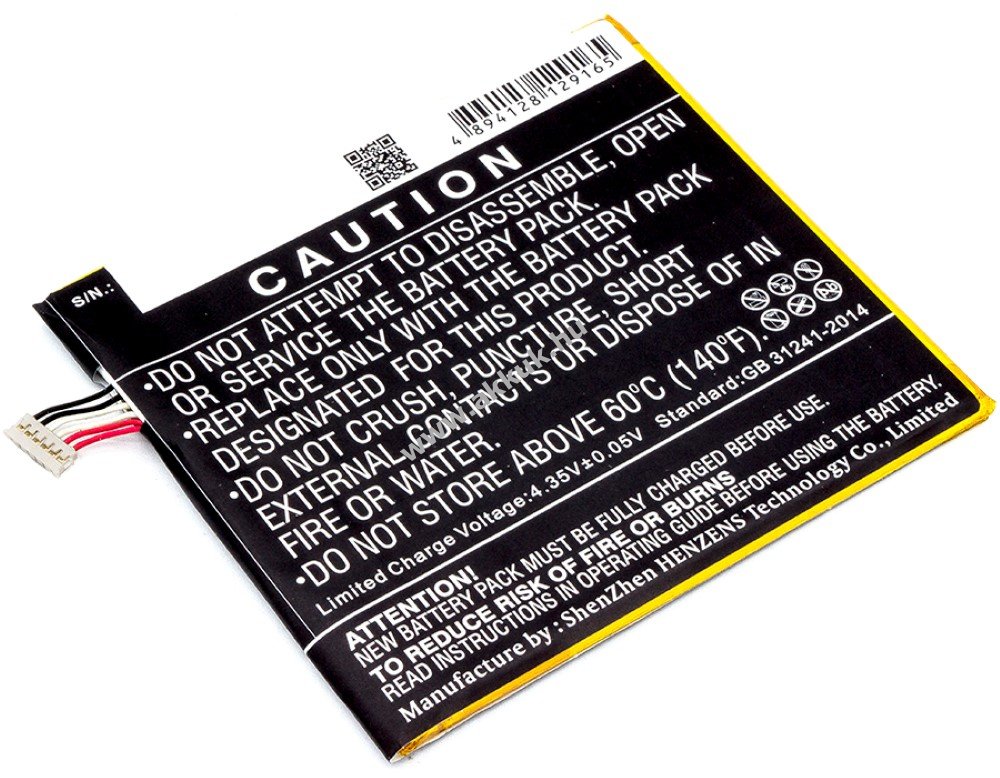 4 894128 129165
CAUTION
S/N.:
•DO NOT ATTEMPT TO DISASSEMBLE, OPEN
OR SERVICE THE BATTERY PACK.
•REPLACE ONLY WITH THE BATTERY PACK
DESIGNATED FOR THIS PRODUCT.
•DO NOT CRUSH, PUNCTURE, SHORT
EXTERNAL CONTACTS OR DISPOSE OF IN
FIRE OR WATER.
•DO NOT STORE ABOVE 60°C (140°F).
Limited Charge Voltage:4.35V±0.05V Standard:GB 31241-2014
www.akkuk.hu
ATTENTION!
NEW BATTERY PACK MUST BE FULLY CHARGED BEFORE USE.
TO REDUCE RISK OF FIRE OR BURNS
READ INSTRUCTIONS IN OPERATING GUIDE BEFORE USING THE BATTERY.
Manufacture by : ShenZhen HENZENS Technology Co., Limited